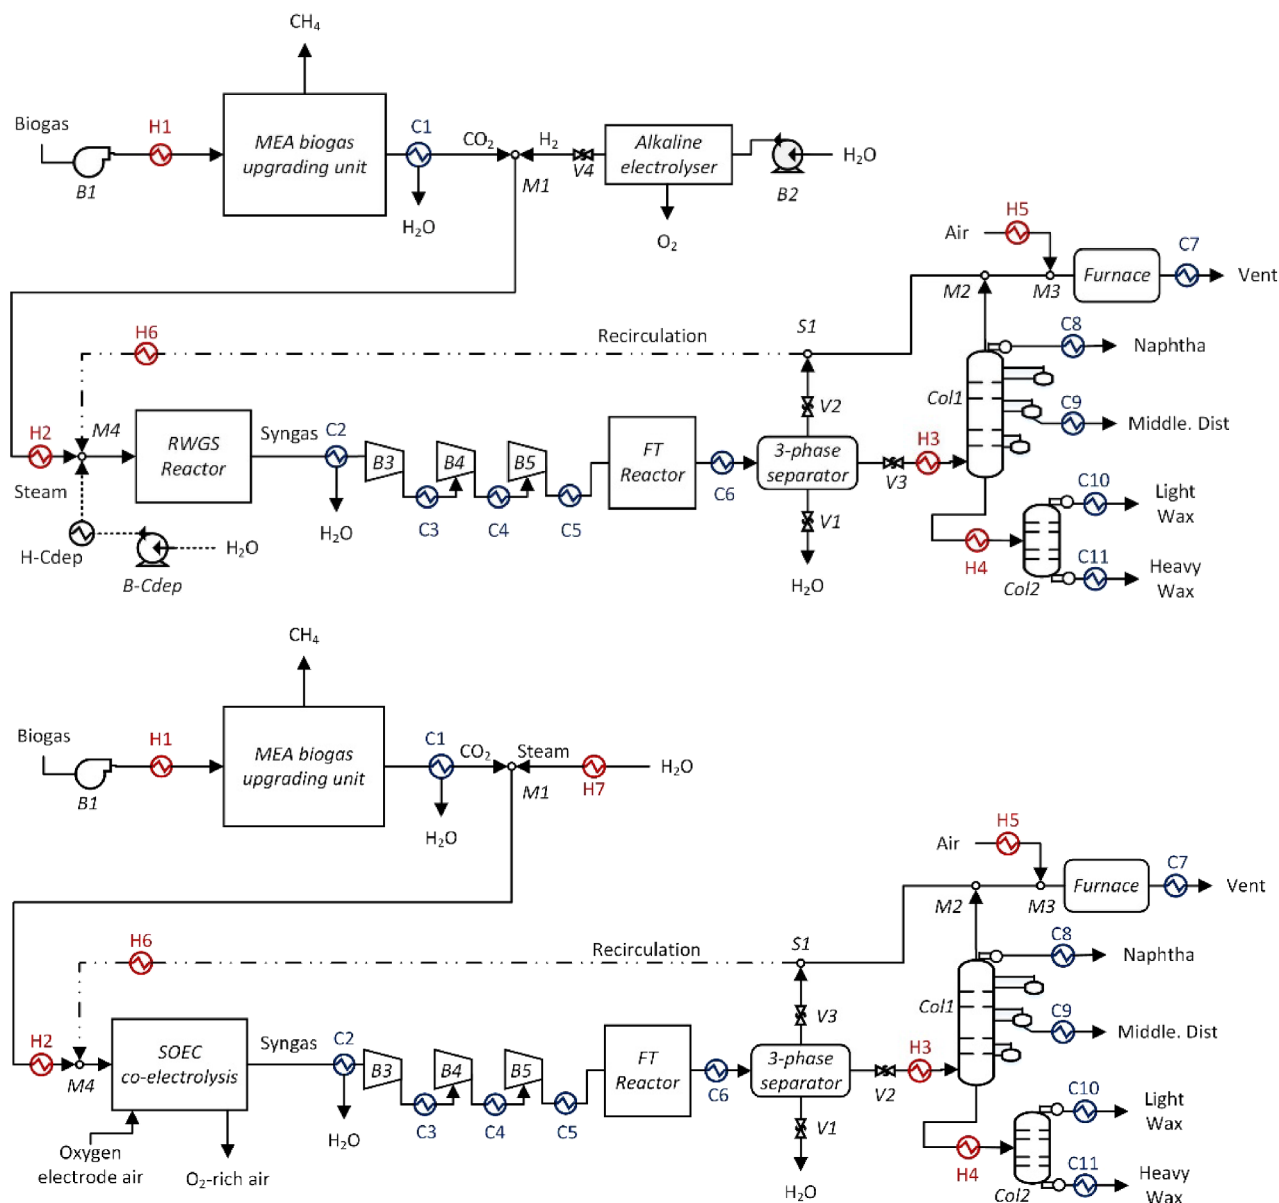 CH4
Biogas
H1
MEA biogas
upgrading unit
C1
CO2
H2
Alkaline
electrolyser
H2O
B1
M1
V4
B2
H2O
O2
H5
Air
C7
M2
M3
Furnace
Vent
H6
Recirculation
S1
C8
Naphtha
V2
Col1
C9
Middle. Dist
H2
M4
RWGS
Reactor
Syngas
C2
B3
B4
B5
FT
Reactor
3-phase
separator
H3
Steam
C6
V3
C10
Light
Wax
H2O
C3
C4
C5
V1
H-Cdep
H2O
B-Cdep
H2O
H4
C11
Col2
Heavy
Wax
CH4
Biogas
H1
MEA biogas
upgrading unit
C1
CO2
Steam
H2O
B1
M1
H7
H2O
H5
Air
C7
M2
M3
Furnace
Vent
H6
Recirculation
S1
C8
Naphtha
V3
Col1
C9
Middle. Dist
H2
M4
SOEC
co-electrolysis
Syngas
C2
B3
B4
B5
FT
Reactor
3-phase
separator
H3
C6
V2
C3
C4
C5
V1
H2O
C10
Light
Wax
Oxygen
electrode air
O2-rich air
H4
C11
Heavy
Wax
H2O
Col2